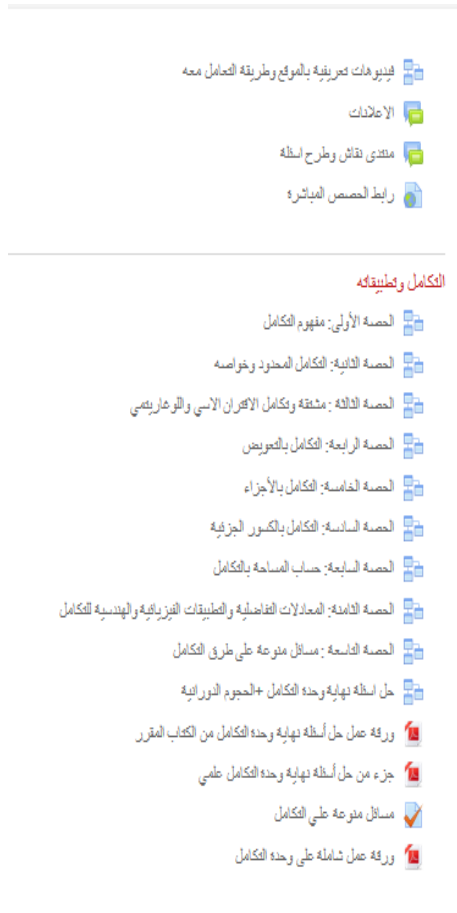 فيديوهات تعريفية بالموقع وطريقة التعامل معه
الاعلانات
منتدى نقاش وطرح اسئلة
رابط الحصص المباشرة
التكامل وتطبيقاته
الحصة الأولى: مفهوم التكامل
الحصة الثانية: التكامل المحدود وخواصه
الحصة الثالثة : مشتقة وتكامل الاقتران الاسي واللوغاريتمي
الحصة الرابعة: التكامل بالتعويض
الحصة الخامسة: التكامل بالأجزاء
الحصة السادسة: التكامل بالكسور الجزئية
الحصة السابعة: حساب المساحة بالتكامل
الحصة الثامنة: المعادلات التفاضلية والتطبيقات الفيزيائية والهندسية للتكامل
الحصة التاسعة : مسائل منوعة على طرق التكامل
حل اسئلة نهاية وحدة التكامل +الحجوم الدورانية
ورقة عمل حل أسئلة نهاية وحدة التكامل من الكتاب المقرر
جزء من حل أسئلة نهاية وحدة التكامل علمي
مسائل منوعة علي التكامل
ورقة عمل شاملة على وحدة التكامل